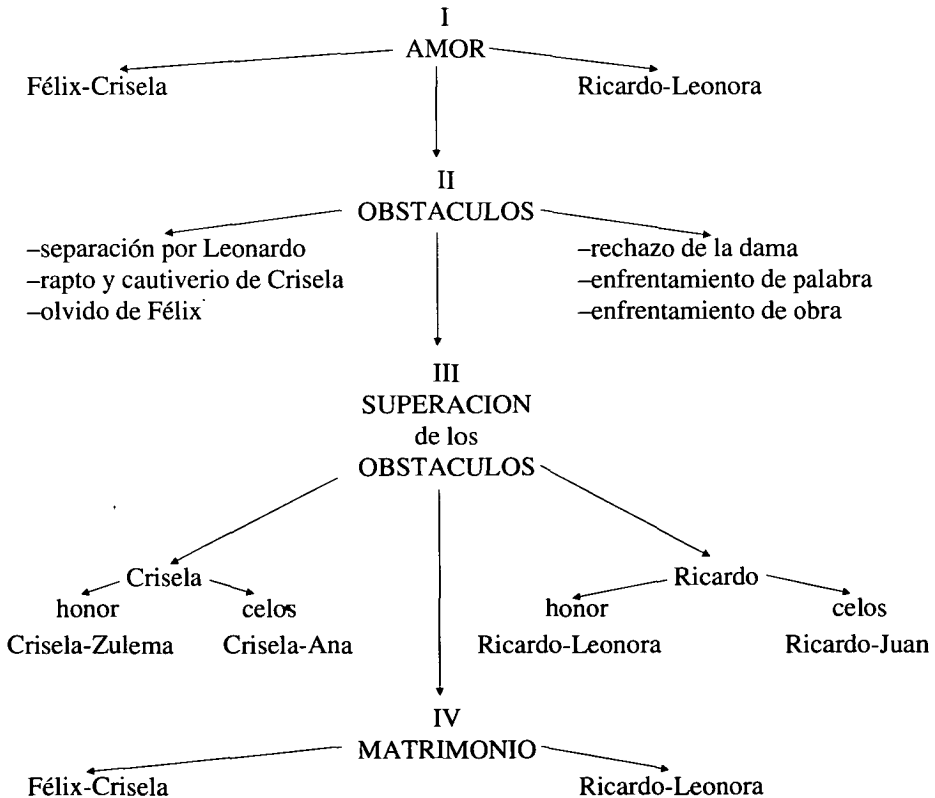 I
AMOR
Félix-Crisela Ricardo-Leonora
II
OBSTACULOS
–separación por Leonardo
–rapto y cautiverio de Crisela
–olvido de Félix
–rechazo de la dama
–enfrentamiento de palabra
–enfrentamiento de obra
III
SUPERACION
de los
OBSTACULOS
Crisela
honor celos
Crisela-Zulema Crisela-Ana
Ricardo
honor celos
Ricardo-Leonora Ricardo-Juan
IV
MATRIMONIO
Félix-Crisela Ricardo-Leonora